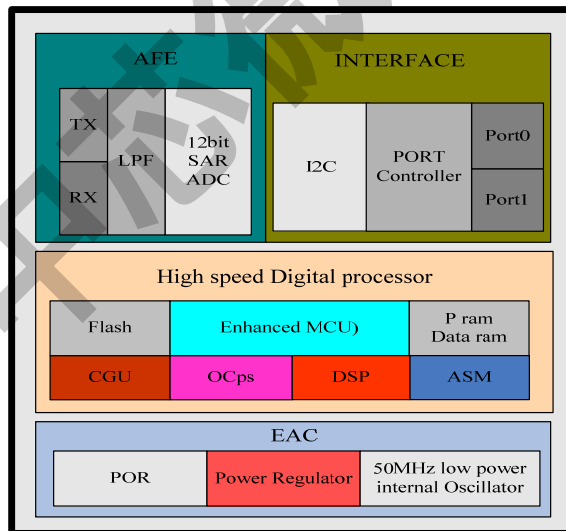 AFE
INTERFACE
TX
RX
LPF
12bit
SAR
ADC
I2C
PORT
Controller
Port0
Port1
High speed Digital processor
Flash
Enhanced MCU)
P ram
Data ram
CGU
OCps
DSP
ASM
EAC
POR
Power Regulator
50MHz low power
internal Oscillator